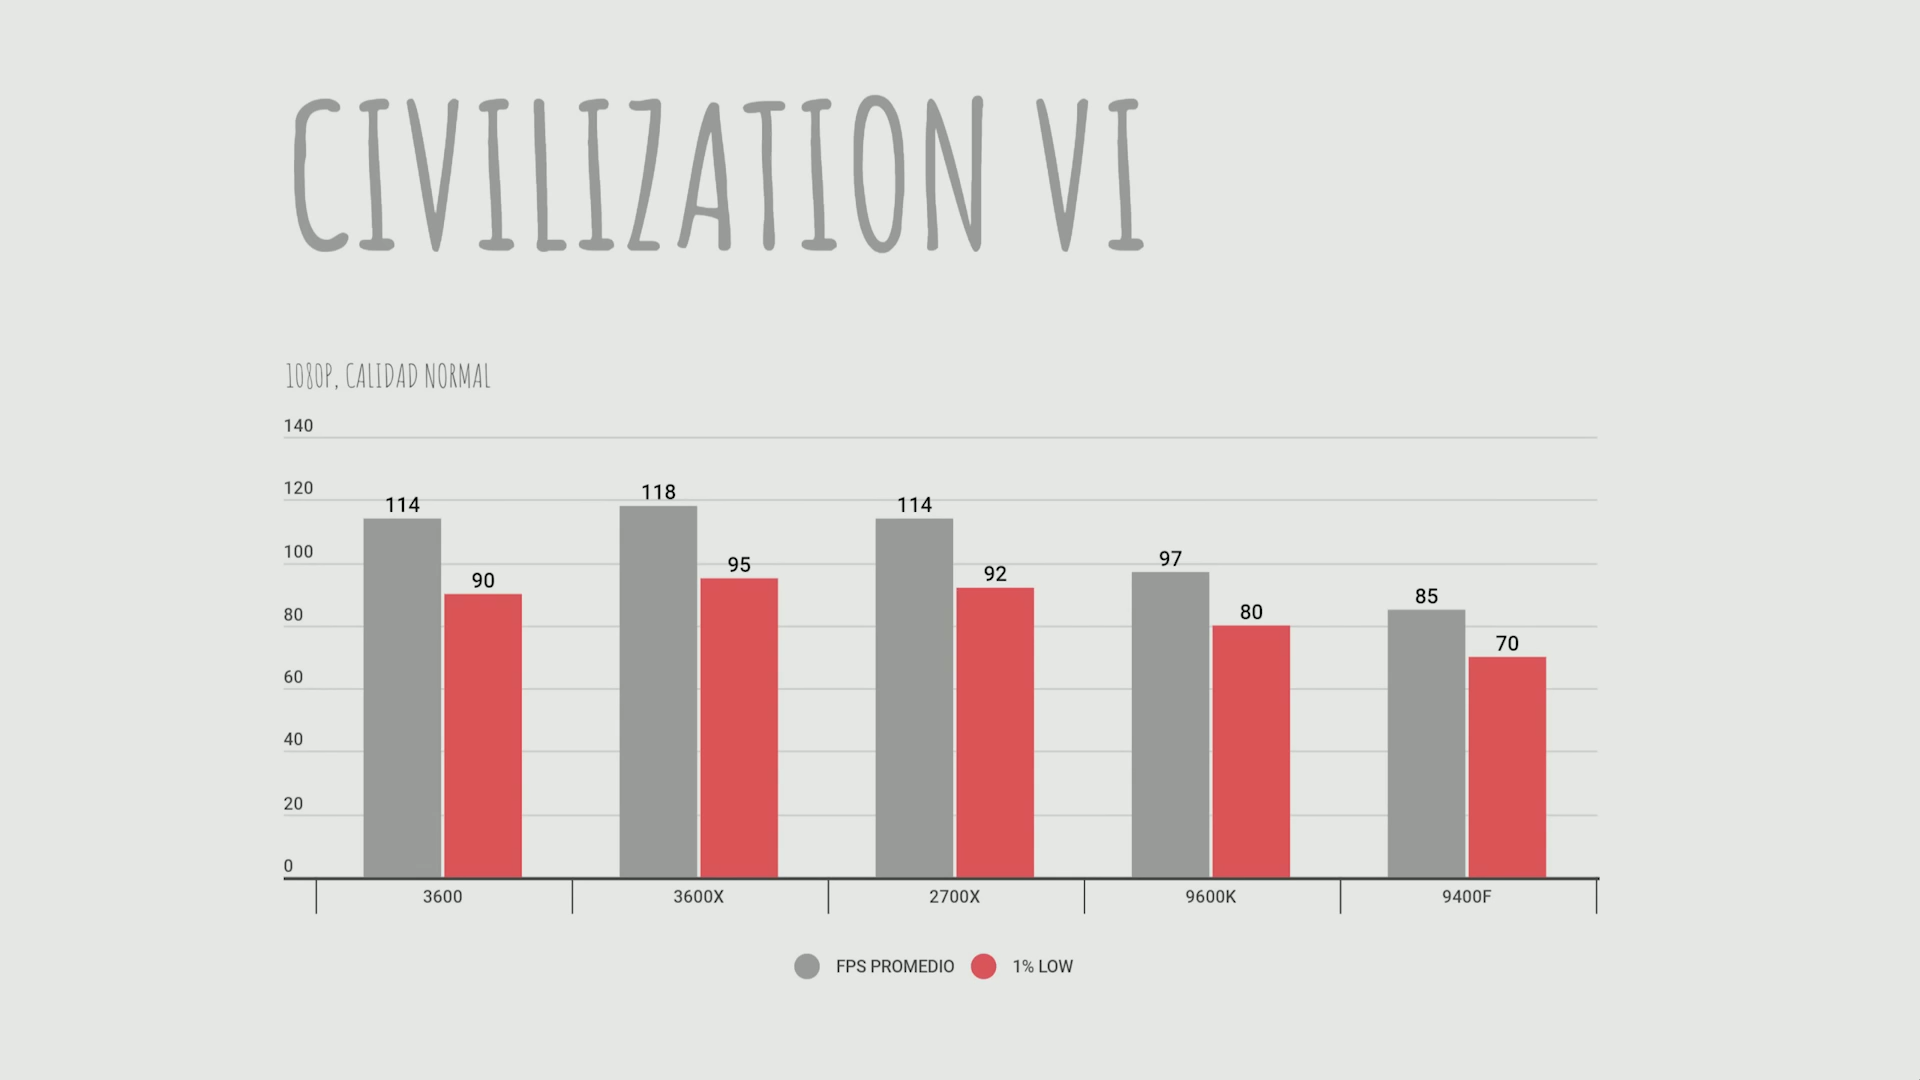 CIVILIZATION VI
1080P, CALIDAD NORMAL
140
120
100
80
60
40
20
0
114
90
118
95
114
92
97
80
85
70
3600
3600X
2700X
9600K
9400F
FPS PROMEDIO
1% LOW